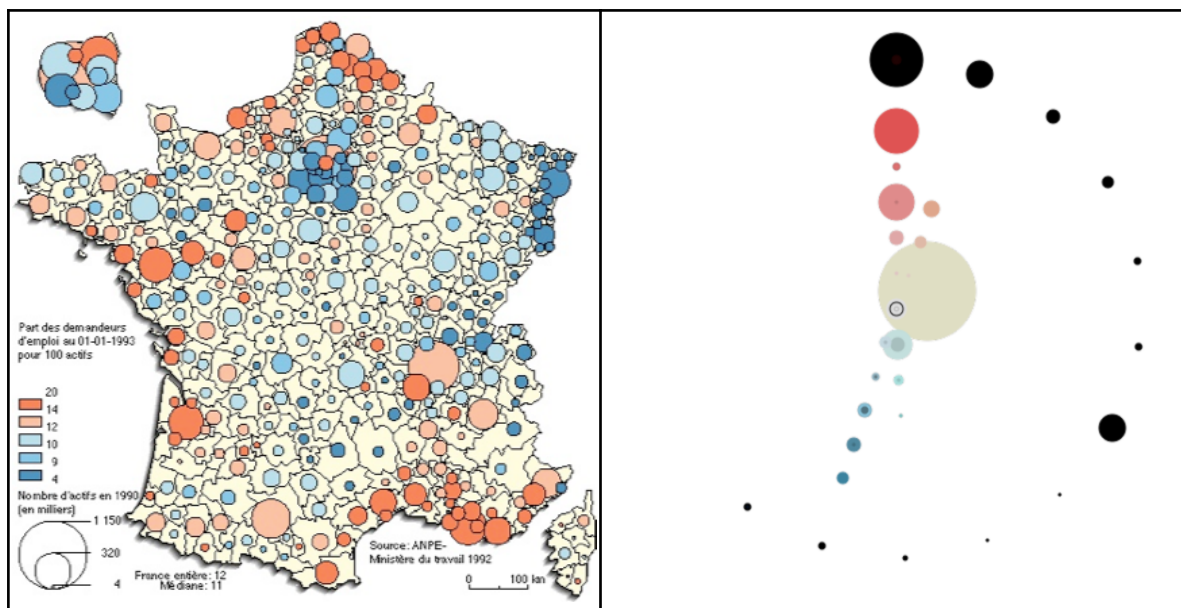 Part des demandeurs
d'emploi au 01-01-1993
pour 100 actifs
20
14
12
10
9
4
Nombre d'actifs en 1990
(en milliers)
1 150
320
4
France entière: 12
Médiane: 11
Source: ANPE-
Ministère du travail 1992
0 100 km